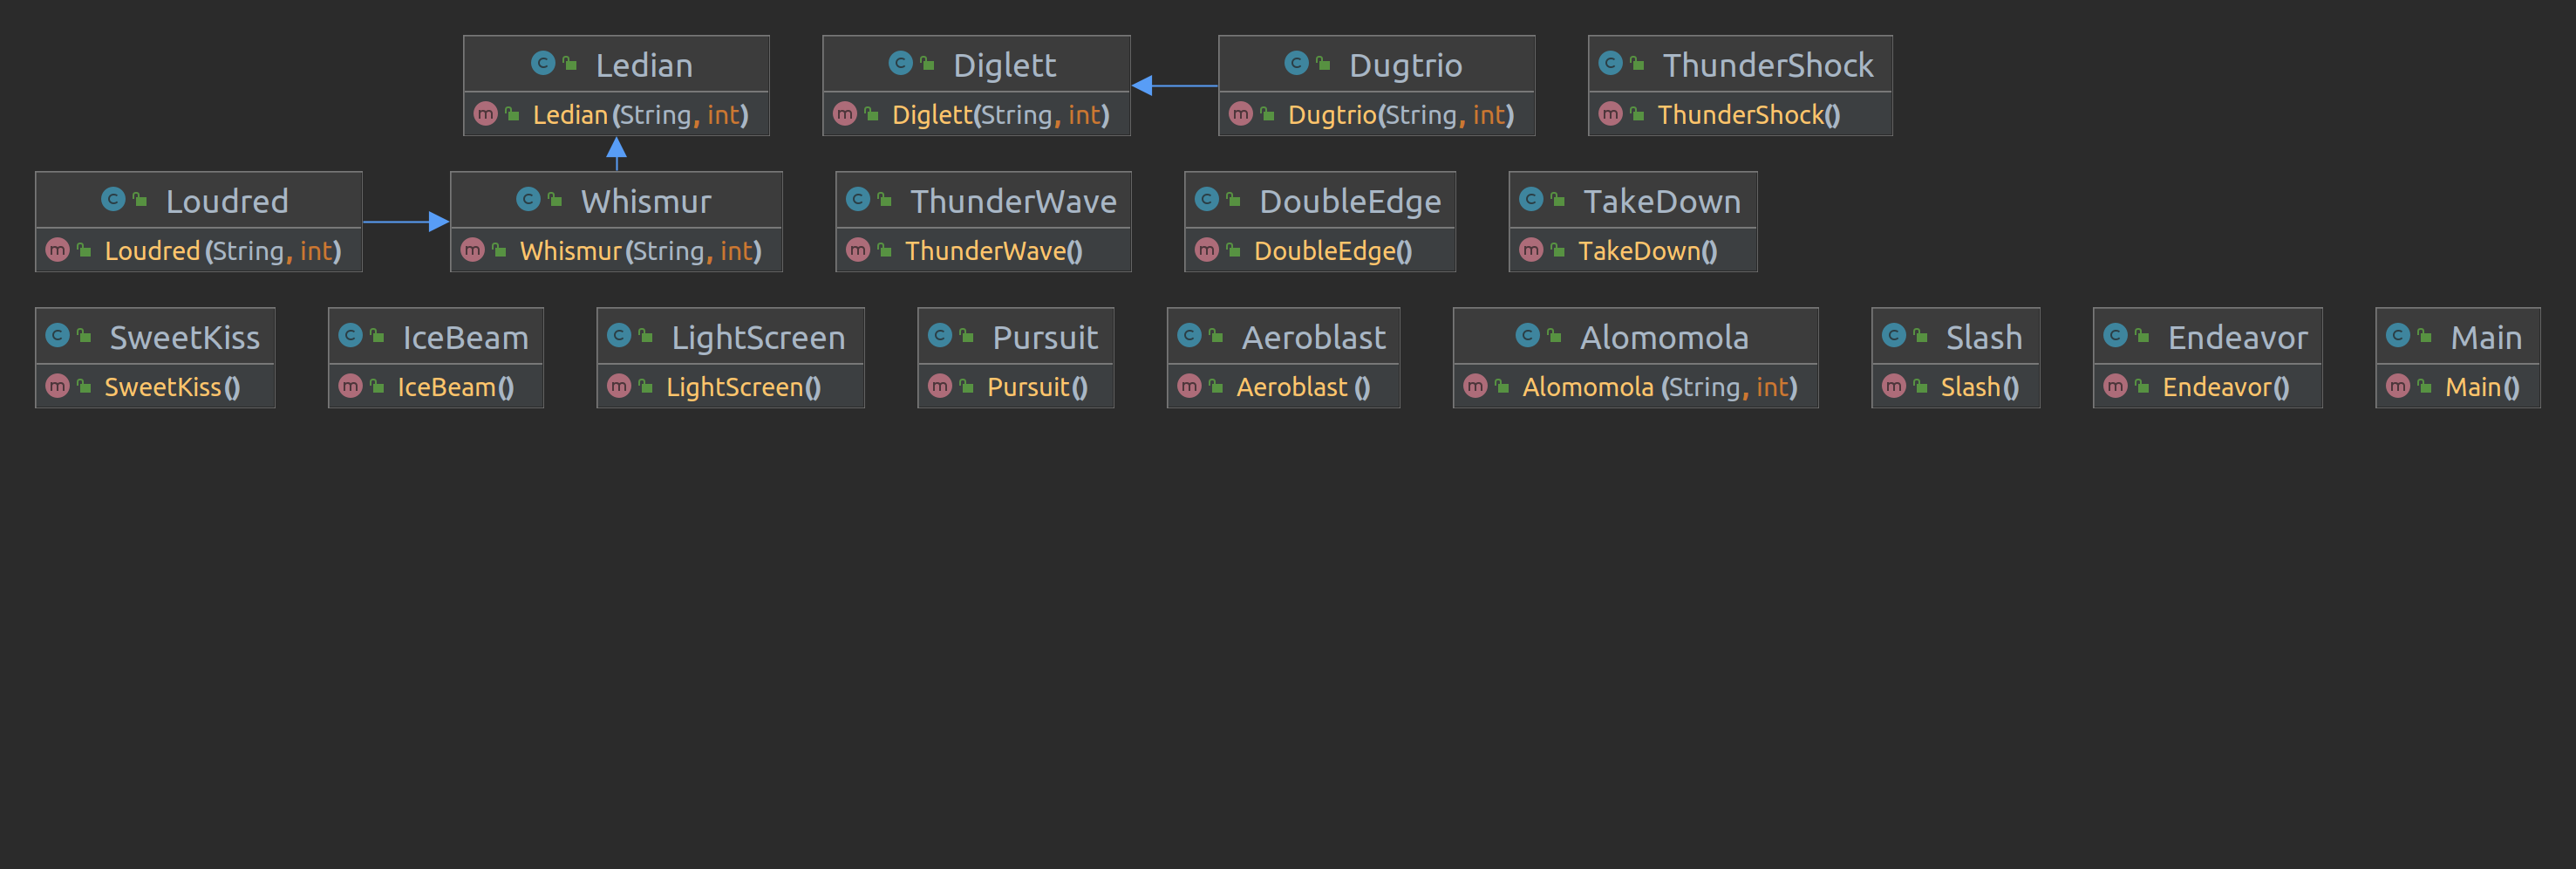 Ledian
Ledian(String, int)
Diglett
Diglett(String, int)
Dugtrio
Dugtrio(String, int)
ThunderShock
ThunderShock()
Loudred
Loudred(String, int)
Whismur
Whismur(String, int)
ThunderWave
ThunderWave()
DoubleEdge
DoubleEdge()
TakeDown
TakeDown()
SweetKiss
SweetKiss()
IceBeam
IceBeam()
LightScreen
LightScreen()
Pursuit
Pursuit()
Aeroblast
Aeroblast ()
Alomomola
Alomomola (String, int)
Slash
Slash()
Endeavor
Endeavor()
Main
Main()